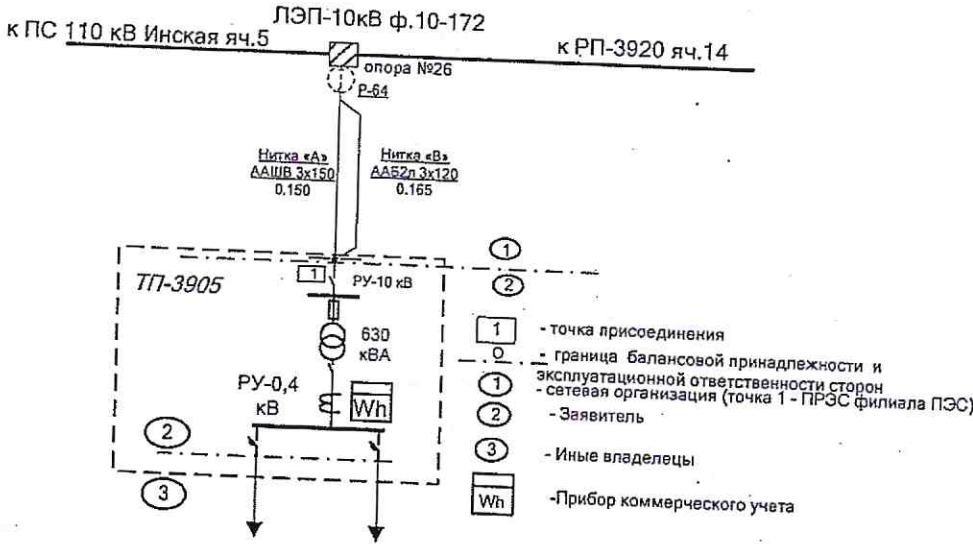 ЛЭП-10кВ ф.10-172
к ПС 110 кВ Инская яч.5
к РП-3920 яч.14
опора №26
Р-64
Нитка «А»
ААШВ 3х150
0.150
Нитка «В»
ААБ2л 3х120
0.165
1
2
ТП-3905
1
РУ-10 кВ
630
кВА
РУ-0,4
кВ
Wh
2
3
1 - точка присоединения
- граница балансовой принадлежности и
эксплуатационной ответственности сторон
1 - сетевая организация (точка 1 - ПРЭС филиала ПЭС)
2 - Заявитель
3 - Иные владелецы
Wh -Прибор коммерческого учета